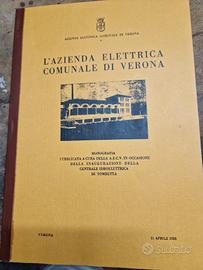 AZIENDA ELETTRICA COMUNALE DI VERONA
L'AZIENDA ELETTRICA
COMUNALE DI VERONA
MONOGRAFIA
PUBBLICATA A CURA DELLA A.E.C.V. IN OCCASIONE
DELLA INAUGURAZIONE DELLA
CENTRALE IDROELETTRICA
DI TOMBETTA
VERONA
21 APRILE
subito